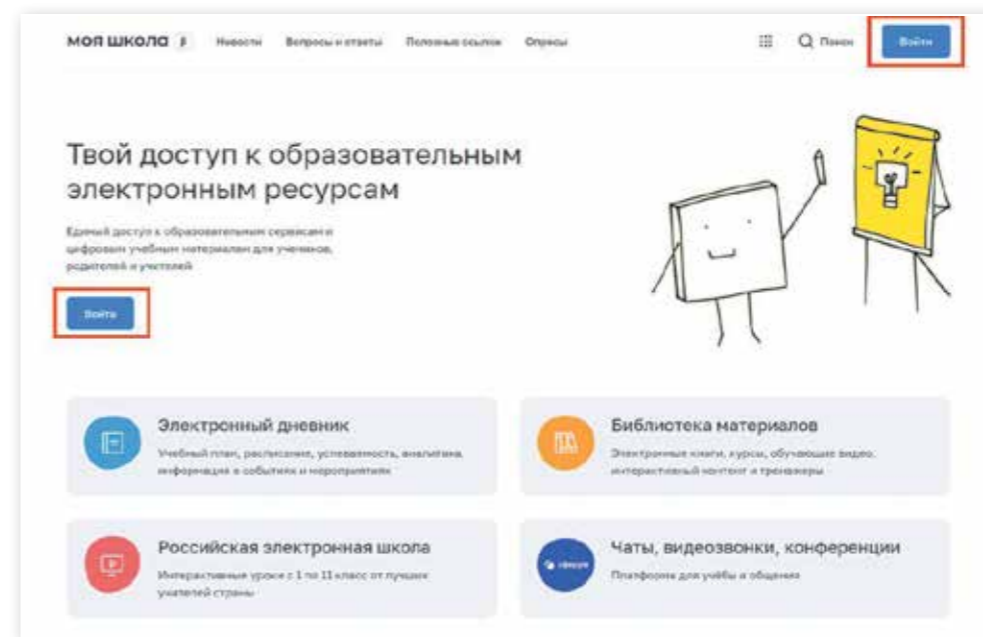 моя школа β Новости Вопросы и ответы Полезные ссылки Опросы Поиск Войти
Твой доступ к образовательным
электронным ресурсам
Единый доступ к образовательным сервисам и
цифровым учебным материалам для учеников,
родителей и учителей
Войти
Электронный дневник
Учебный план, расписание, успеваемость, аналитика,
информация о событиях и мероприятиях
Библиотека материалов
Электронные книги, курсы, обучающие видео,
интерактивный контент и тренажеры
Российская электронная школа
Интерактивные уроки с 1 по 11 класс от лучших
учителей страны
сферум
Чаты, видеозвонки, конференции
Платформа для учёбы и общения